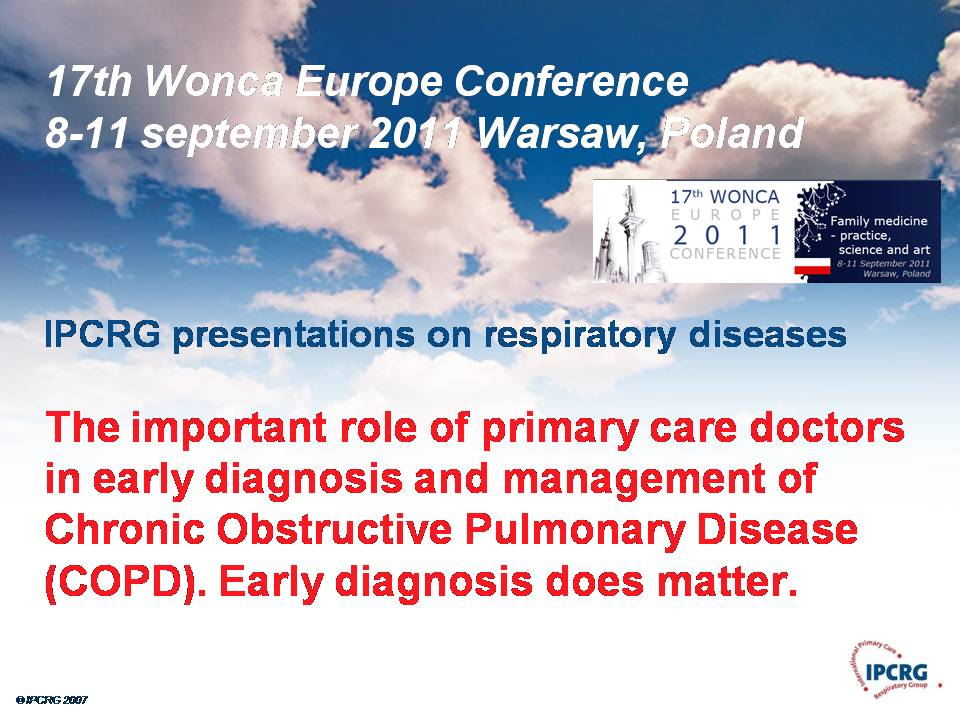 17th Wonca Europe Conference
8-11 september 2011 Warsaw, Poland
17th WONCA
EUROPE
2011
CONFERENCE
Family medicine
- practice,
science and art
8-11 September 2011
Warsaw, Poland
IPCRG presentations on respiratory diseases
The important role of primary care doctors
in early diagnosis and management of
Chronic Obstructive Pulmonary Disease
(COPD). Early diagnosis does matter.
International Primary Care
IPCRG
Respiratory Group
© IPCRG 2007